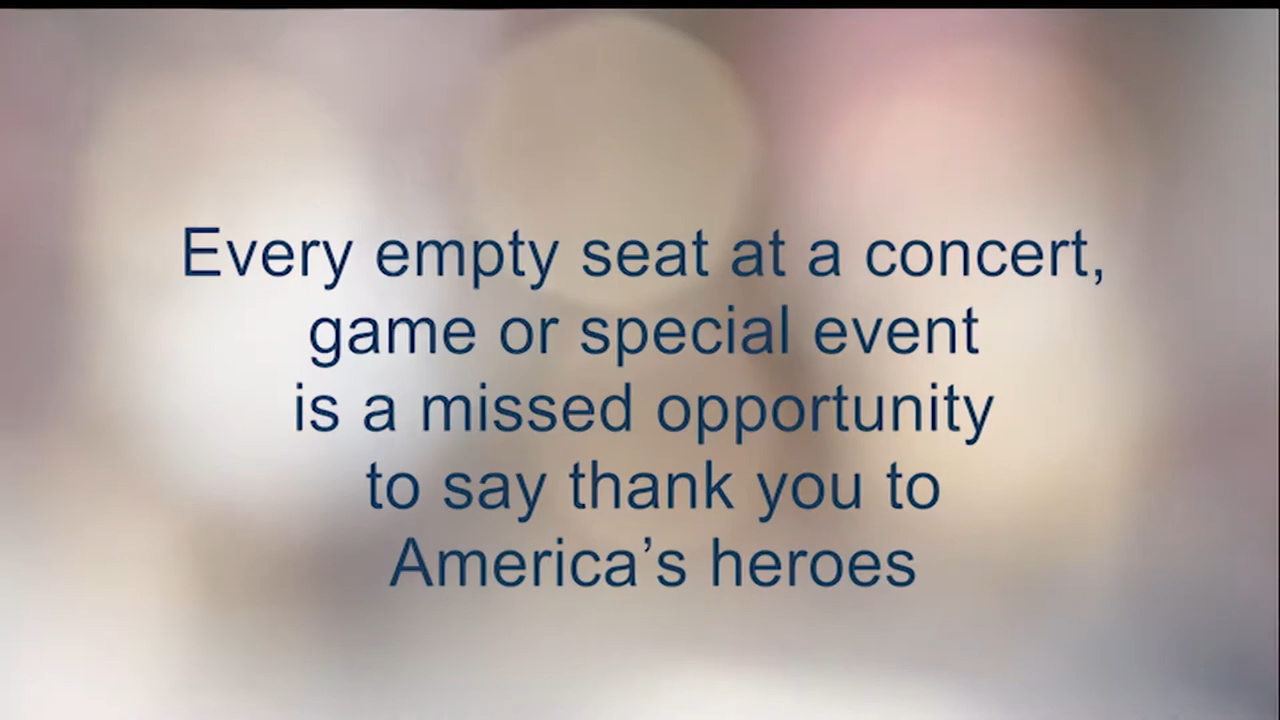 Every empty seat at a concert,
game or special event
is a missed opportunity
to say thank you to
America’s heroes